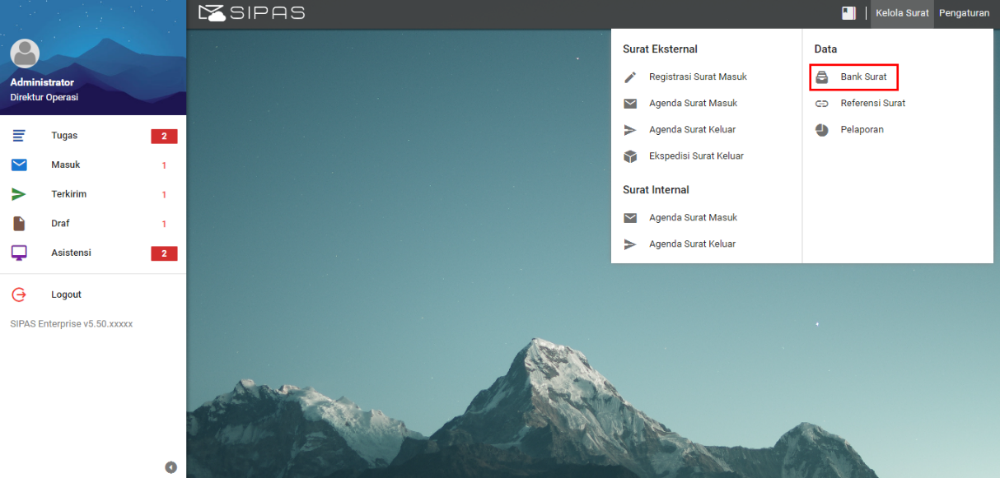 SIPAS
Kelola Surat
Pengaturan
Administrator
Direktur Operasi
Tugas 2
Masuk 1
Terkirim 1
Draf 1
Asistensi 2
Logout
SIPAS Enterprise v5.50.xxxxx
Surat Eksternal
Registrasi Surat Masuk
Agenda Surat Masuk
Agenda Surat Keluar
Ekspedisi Surat Keluar
Surat Internal
Agenda Surat Masuk
Agenda Surat Keluar
Data
Bank Surat
Referensi Surat
Pelaporan